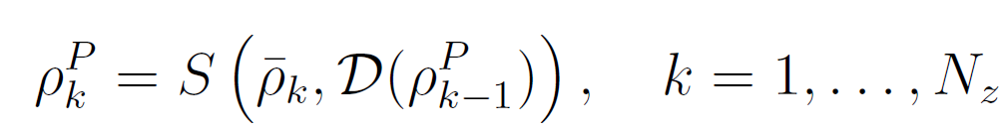 ρ_k^P = S(ρ̄_k, 𝒟(ρ_{k−1}^P)), k = 1, . . . , N_z